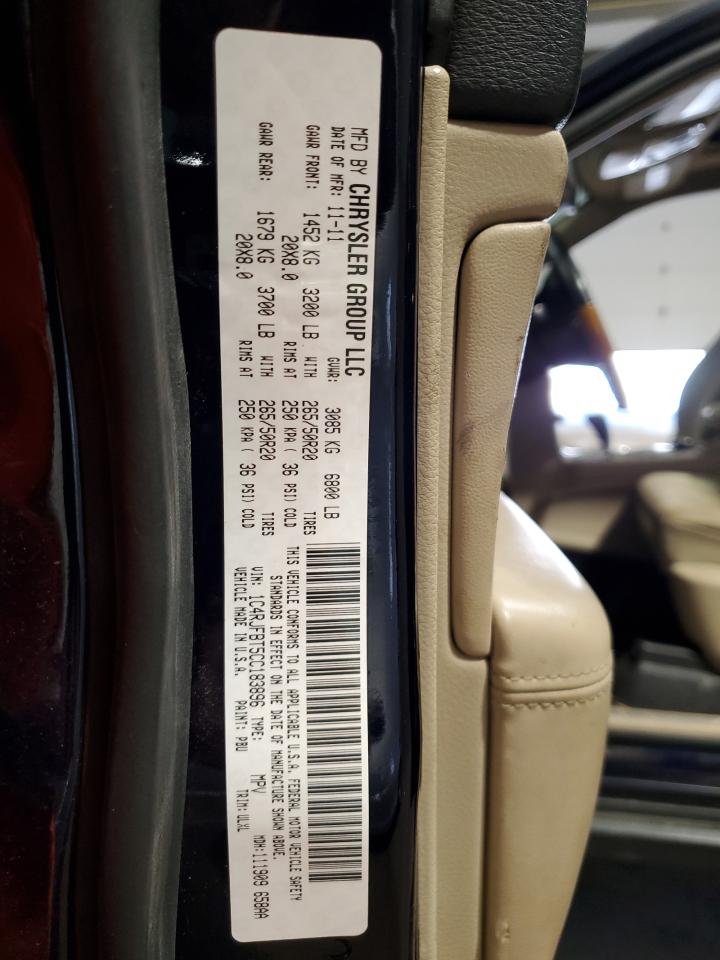 MFD BY CHRYSLER GROUP LLC
DATE OF MFR: 11-11 GVWR: 3085 KG 6800 LB
GAWR FRONT: 1452 KG 3200 LB WITH 265/50R20 TIRES
20X8.0 RIMS AT 250 KPA ( 36 PSI) COLD
GAWR REAR: 1679 KG 3700 LB WITH 265/50R20 TIRES
20X8.0 RIMS AT 250 KPA ( 36 PSI) COLD
THIS VEHICLE CONFORMS TO ALL APPLICABLE U.S.A. FEDERAL MOTOR VEHICLE SAFETY
STANDARDS IN EFFECT ON THE DATE OF MANUFACTURE SHOWN ABOVE.
VIN: 1C4RJFBT5CC183896 TYPE: MPV MDH:111909 658AA
VEHICLE MADE IN U.S.A. PAINT: PBU TRIM: ULXL